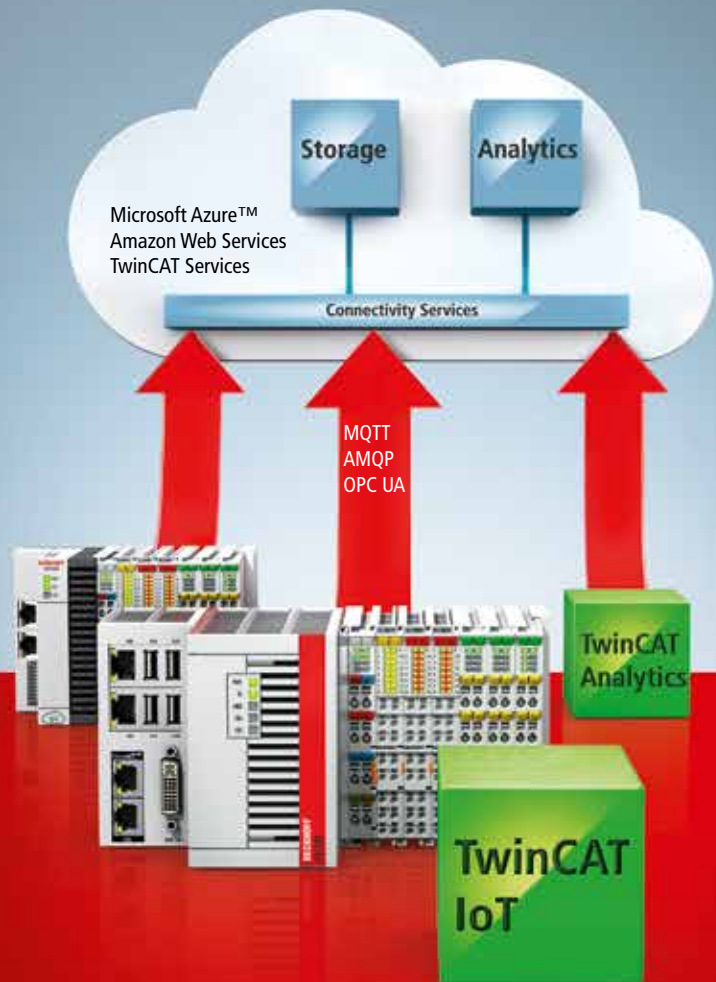 Storage
Analytics
Microsoft Azure™
Amazon Web Services
TwinCAT Services
Connectivity Services
MQTT
AMQP
OPC UA
TwinCAT
Analytics
BECKHOFF
TwinCAT
IoT